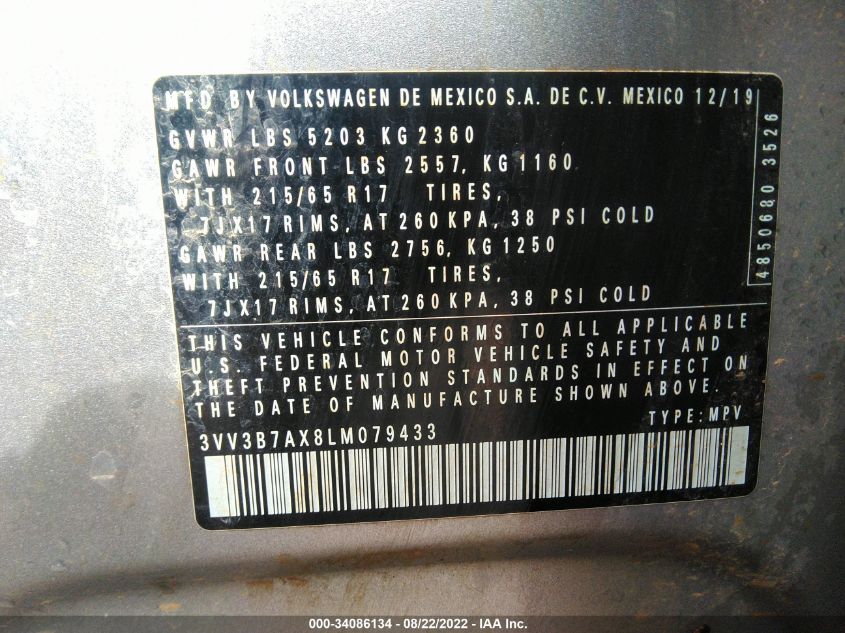 MFD BY VOLKSWAGEN DE MEXICO S.A. DE C.V. MEXICO 12/19
GVWR LBS 5203 KG 2360
GAWR FRONT LBS 2557, KG 1160
WITH 215/65 R17 TIRES,
7JX17 RIMS, AT 260 KPA, 38 PSI COLD
GAWR REAR LBS 2756, KG 1250
WITH 215/65 R17 TIRES,
7JX17 RIMS, AT 260 KPA, 38 PSI COLD
4850680 3526
THIS VEHICLE CONFORMS TO ALL APPLICABLE
U.S. FEDERAL MOTOR VEHICLE SAFETY AND
THEFT PREVENTION STANDARDS IN EFFECT ON
THE DATE OF MANUFACTURE SHOWN ABOVE.
TYPE: MPV
3VV3B7AX8LM079433
000-34086134 - 08/22/2022 - IAA Inc.